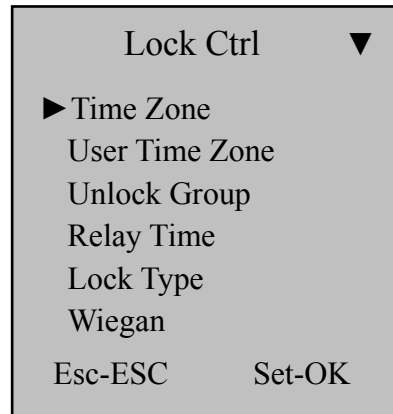 Lock Ctrl ▼
►Time Zone
User Time Zone
Unlock Group
Relay Time
Lock Type
Wiegan
Esc-ESC Set-OK